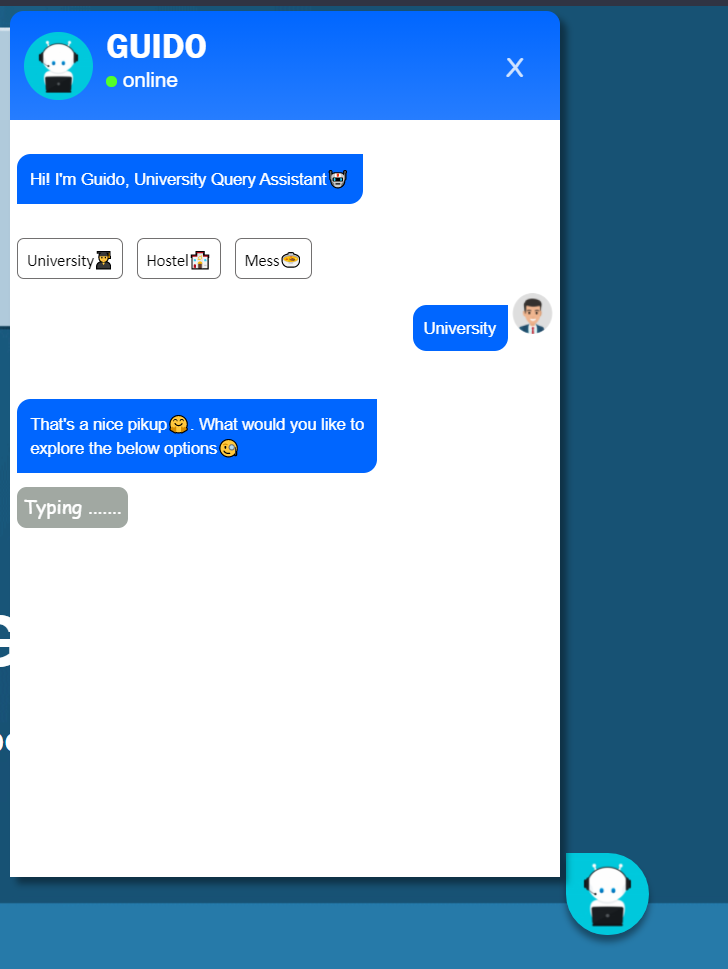 GUIDO
online
X
Hi! I'm Guido, University Query Assistant🤖
University👨‍🎓 Hostel🏩 Mess🍲
University
That's a nice pikup🤗. What would you like to
explore the below options🧐
Typing .......